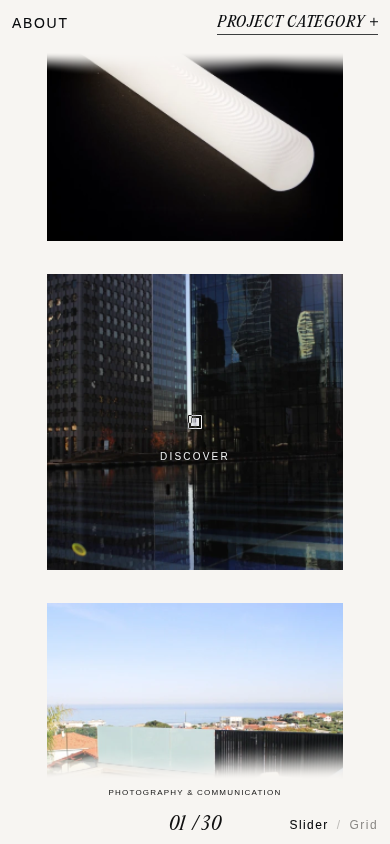 ABOUT
PROJECT CATEGORY +
DISCOVER
PHOTOGRAPHY & COMMUNICATION
01 / 30
Slider / Grid